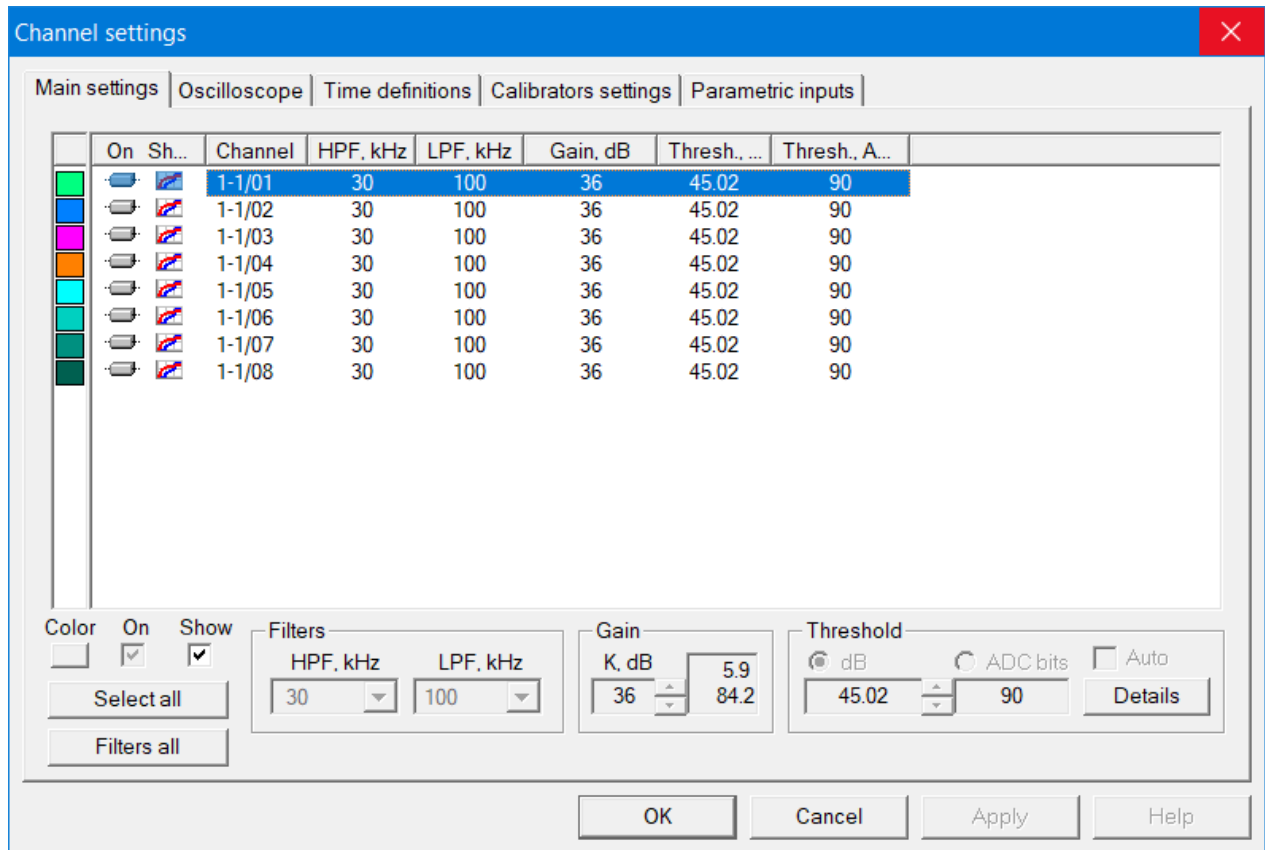 Channel settings
Main settings Oscilloscope Time definitions Calibrators settings Parametric inputs
On Sh... Channel HPF, kHz LPF, kHz Gain, dB Thresh., ... Thresh., A...
1-1/01 30 100 36 45.02 90
1-1/02 30 100 36 45.02 90
1-1/03 30 100 36 45.02 90
1-1/04 30 100 36 45.02 90
1-1/05 30 100 36 45.02 90
1-1/06 30 100 36 45.02 90
1-1/07 30 100 36 45.02 90
1-1/08 30 100 36 45.02 90
Color On Show Filters Gain Threshold
HPF, kHz LPF, kHz K, dB 5.9 dB ADC bits Auto
30 100 36 84.2 45.02 90 Details
Select all
Filters all
OK Cancel Apply Help